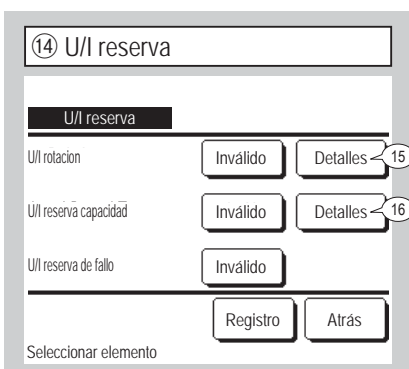 ⑭ U/I reserva
U/I reserva
U/I rotacion Inválido Detalles 15
U/I reserva capacidad Inválido Detalles 16
U/I reserva de fallo Inválido
Registro Atrás
Seleccionar elemento